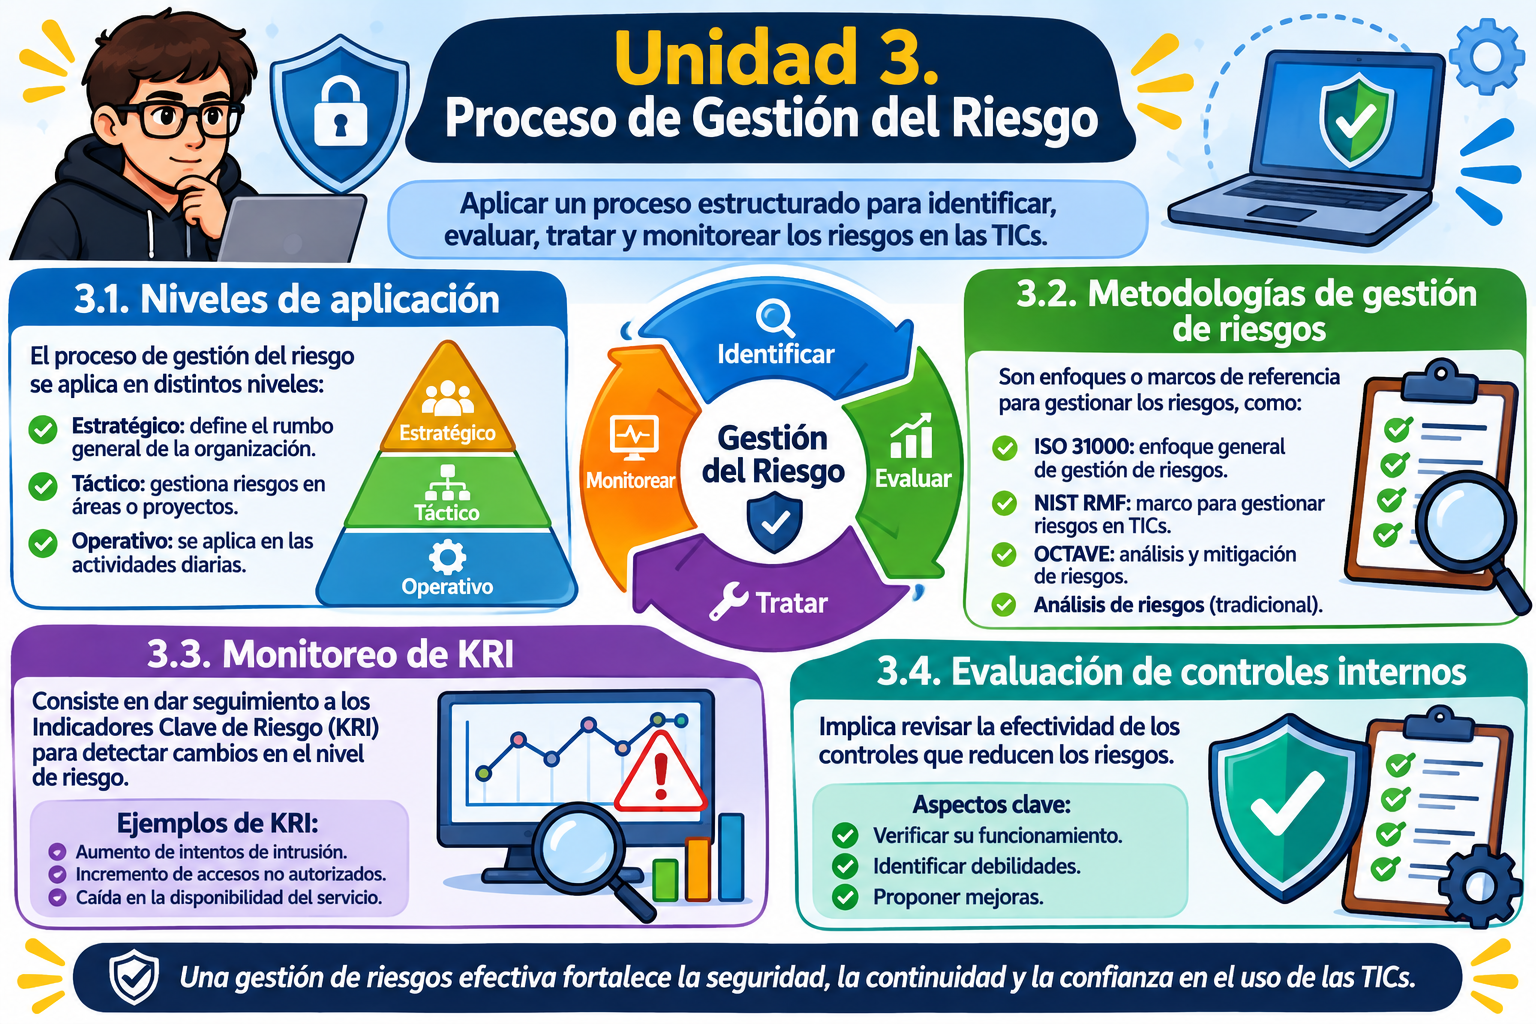 Unidad 3.
Proceso de Gestión del Riesgo
Aplicar un proceso estructurado para identificar,
evaluar, tratar y monitorear los riesgos en las TICs.
3.1. Niveles de aplicación
El proceso de gestión del riesgo
se aplica en distintos niveles:
Estratégico: define el rumbo
general de la organización.
Táctico: gestiona riesgos en
áreas o proyectos.
Operativo: se aplica en las
actividades diarias.
Estratégico
Táctico
Operativo
Identificar
Evaluar
Tratar
Monitorear
Gestión
del Riesgo
3.2. Metodologías de gestión
de riesgos
Son enfoques o marcos de referencia
para gestionar los riesgos, como:
ISO 31000: enfoque general
de gestión de riesgos.
NIST RMF: marco para gestionar
riesgos en TICs.
OCTAVE: análisis y mitigación
de riesgos.
Análisis de riesgos (tradicional).
3.3. Monitoreo de KRI
Consiste en dar seguimiento a los
Indicadores Clave de Riesgo (KRI)
para detectar cambios en el nivel
de riesgo.
Ejemplos de KRI:
Aumento de intentos de intrusión.
Incremento de accesos no autorizados.
Caída en la disponibilidad del servicio.
3.4. Evaluación de controles internos
Implica revisar la efectividad de los
controles que reducen los riesgos.
Aspectos clave:
Verificar su funcionamiento.
Identificar debilidades.
Proponer mejoras.
Una gestión de riesgos efectiva fortalece la seguridad, la continuidad y la confianza en el uso de las TICs.